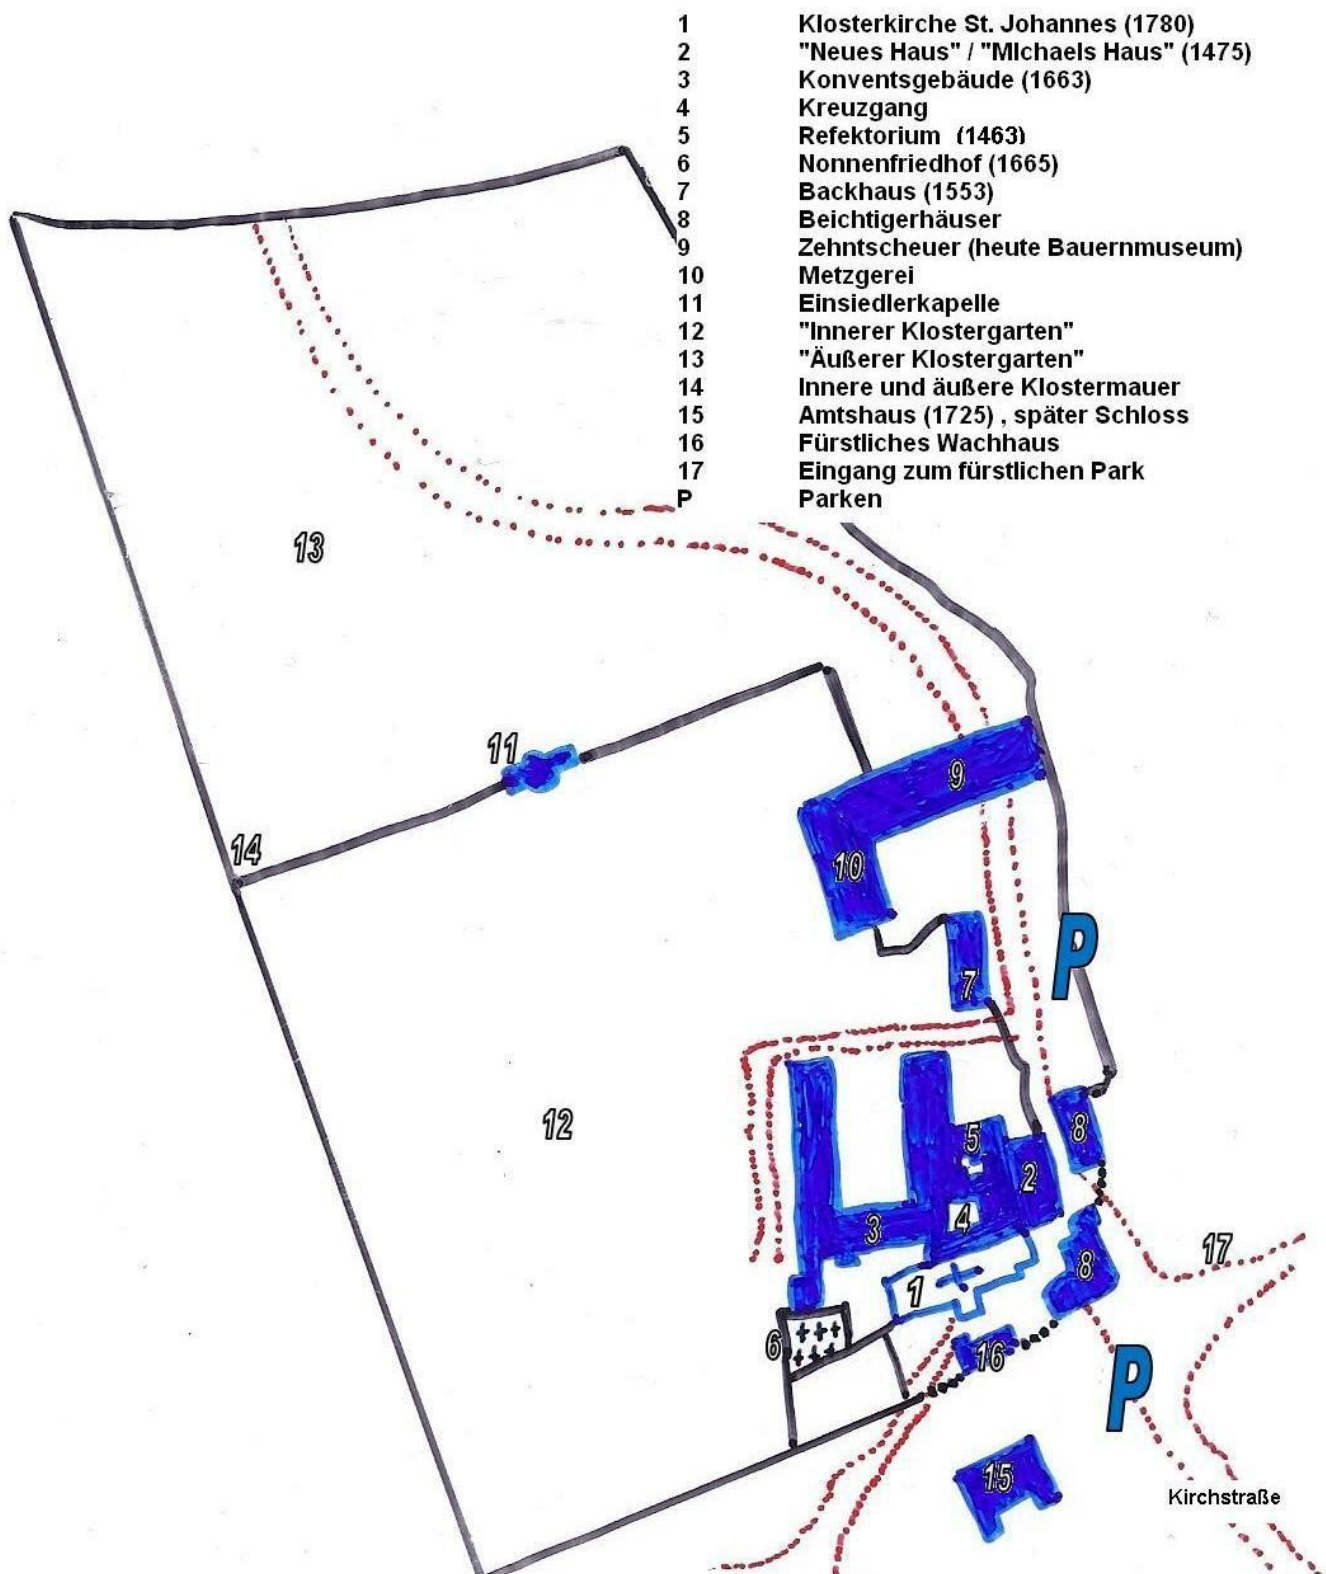 1 Klosterkirche St. Johannes (1780)
2 "Neues Haus" / "MIchaels Haus" (1475)
3 Konventsgebäude (1663)
4 Kreuzgang
5 Refektorium (1463)
6 Nonnenfriedhof (1665)
7 Backhaus (1553)
8 Beichtigerhäuser
9 Zehntscheuer (heute Bauernmuseum)
10 Metzgerei
11 Einsiedlerkapelle
12 "Innerer Klostergarten"
13 "Äußerer Klostergarten"
14 Innere und äußere Klostermauer
15 Amtshaus (1725) , später Schloss
16 Fürstliches Wachhaus
17 Eingang zum fürstlichen Park
P Parken
13
11
9
14
10
P
7
12
5
8
2
3
4
17
8
1
6
16
P
15
Kirchstraße